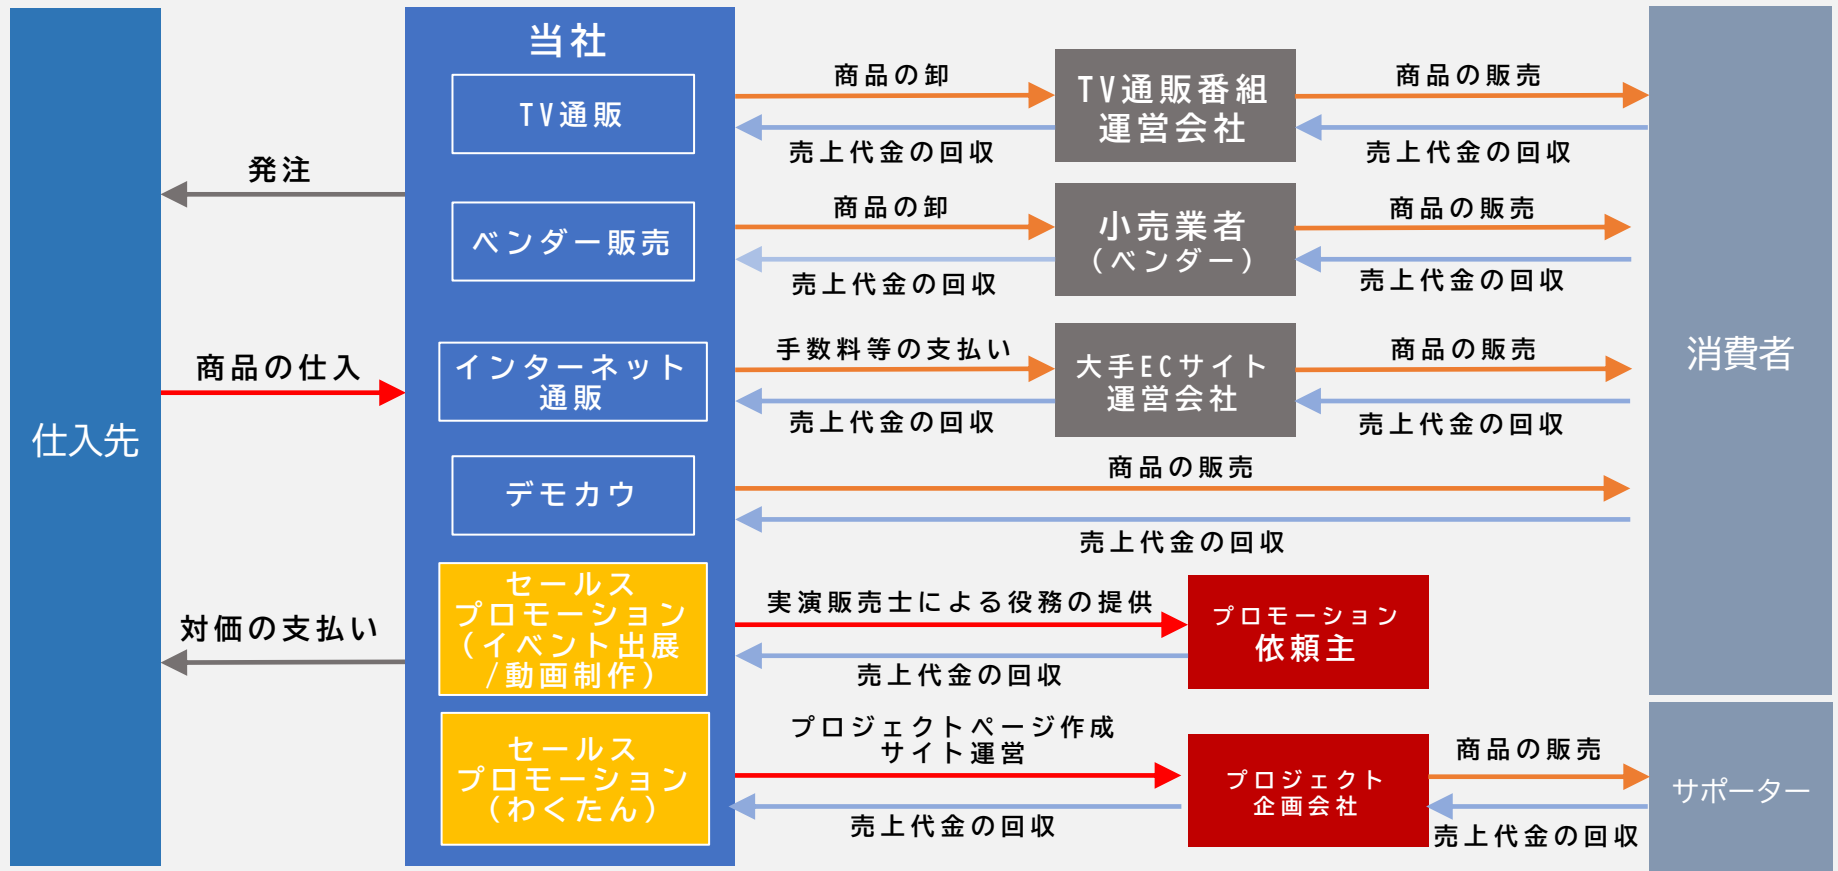 仕入先
発注
商品の仕入
対価の支払い
当社
TV通販
ベンダー販売
インターネット
通販
デモカウ
セールス
プロモーション
(イベント出展
/動画制作)
セールス
プロモーション
(わくたん)
商品の卸
売上代金の回収
TV通販番組
運営会社
商品の販売
売上代金の回収
商品の卸
売上代金の回収
小売業者
(ベンダー)
商品の販売
売上代金の回収
手数料等の支払い
売上代金の回収
大手ECサイト
運営会社
商品の販売
売上代金の回収
商品の販売
売上代金の回収
実演販売士による役務の提供
売上代金の回収
プロモーション
依頼主
プロジェクトページ作成
サイト運営
売上代金の回収
プロジェクト
企画会社
商品の販売
売上代金の回収
消費者
サポーター